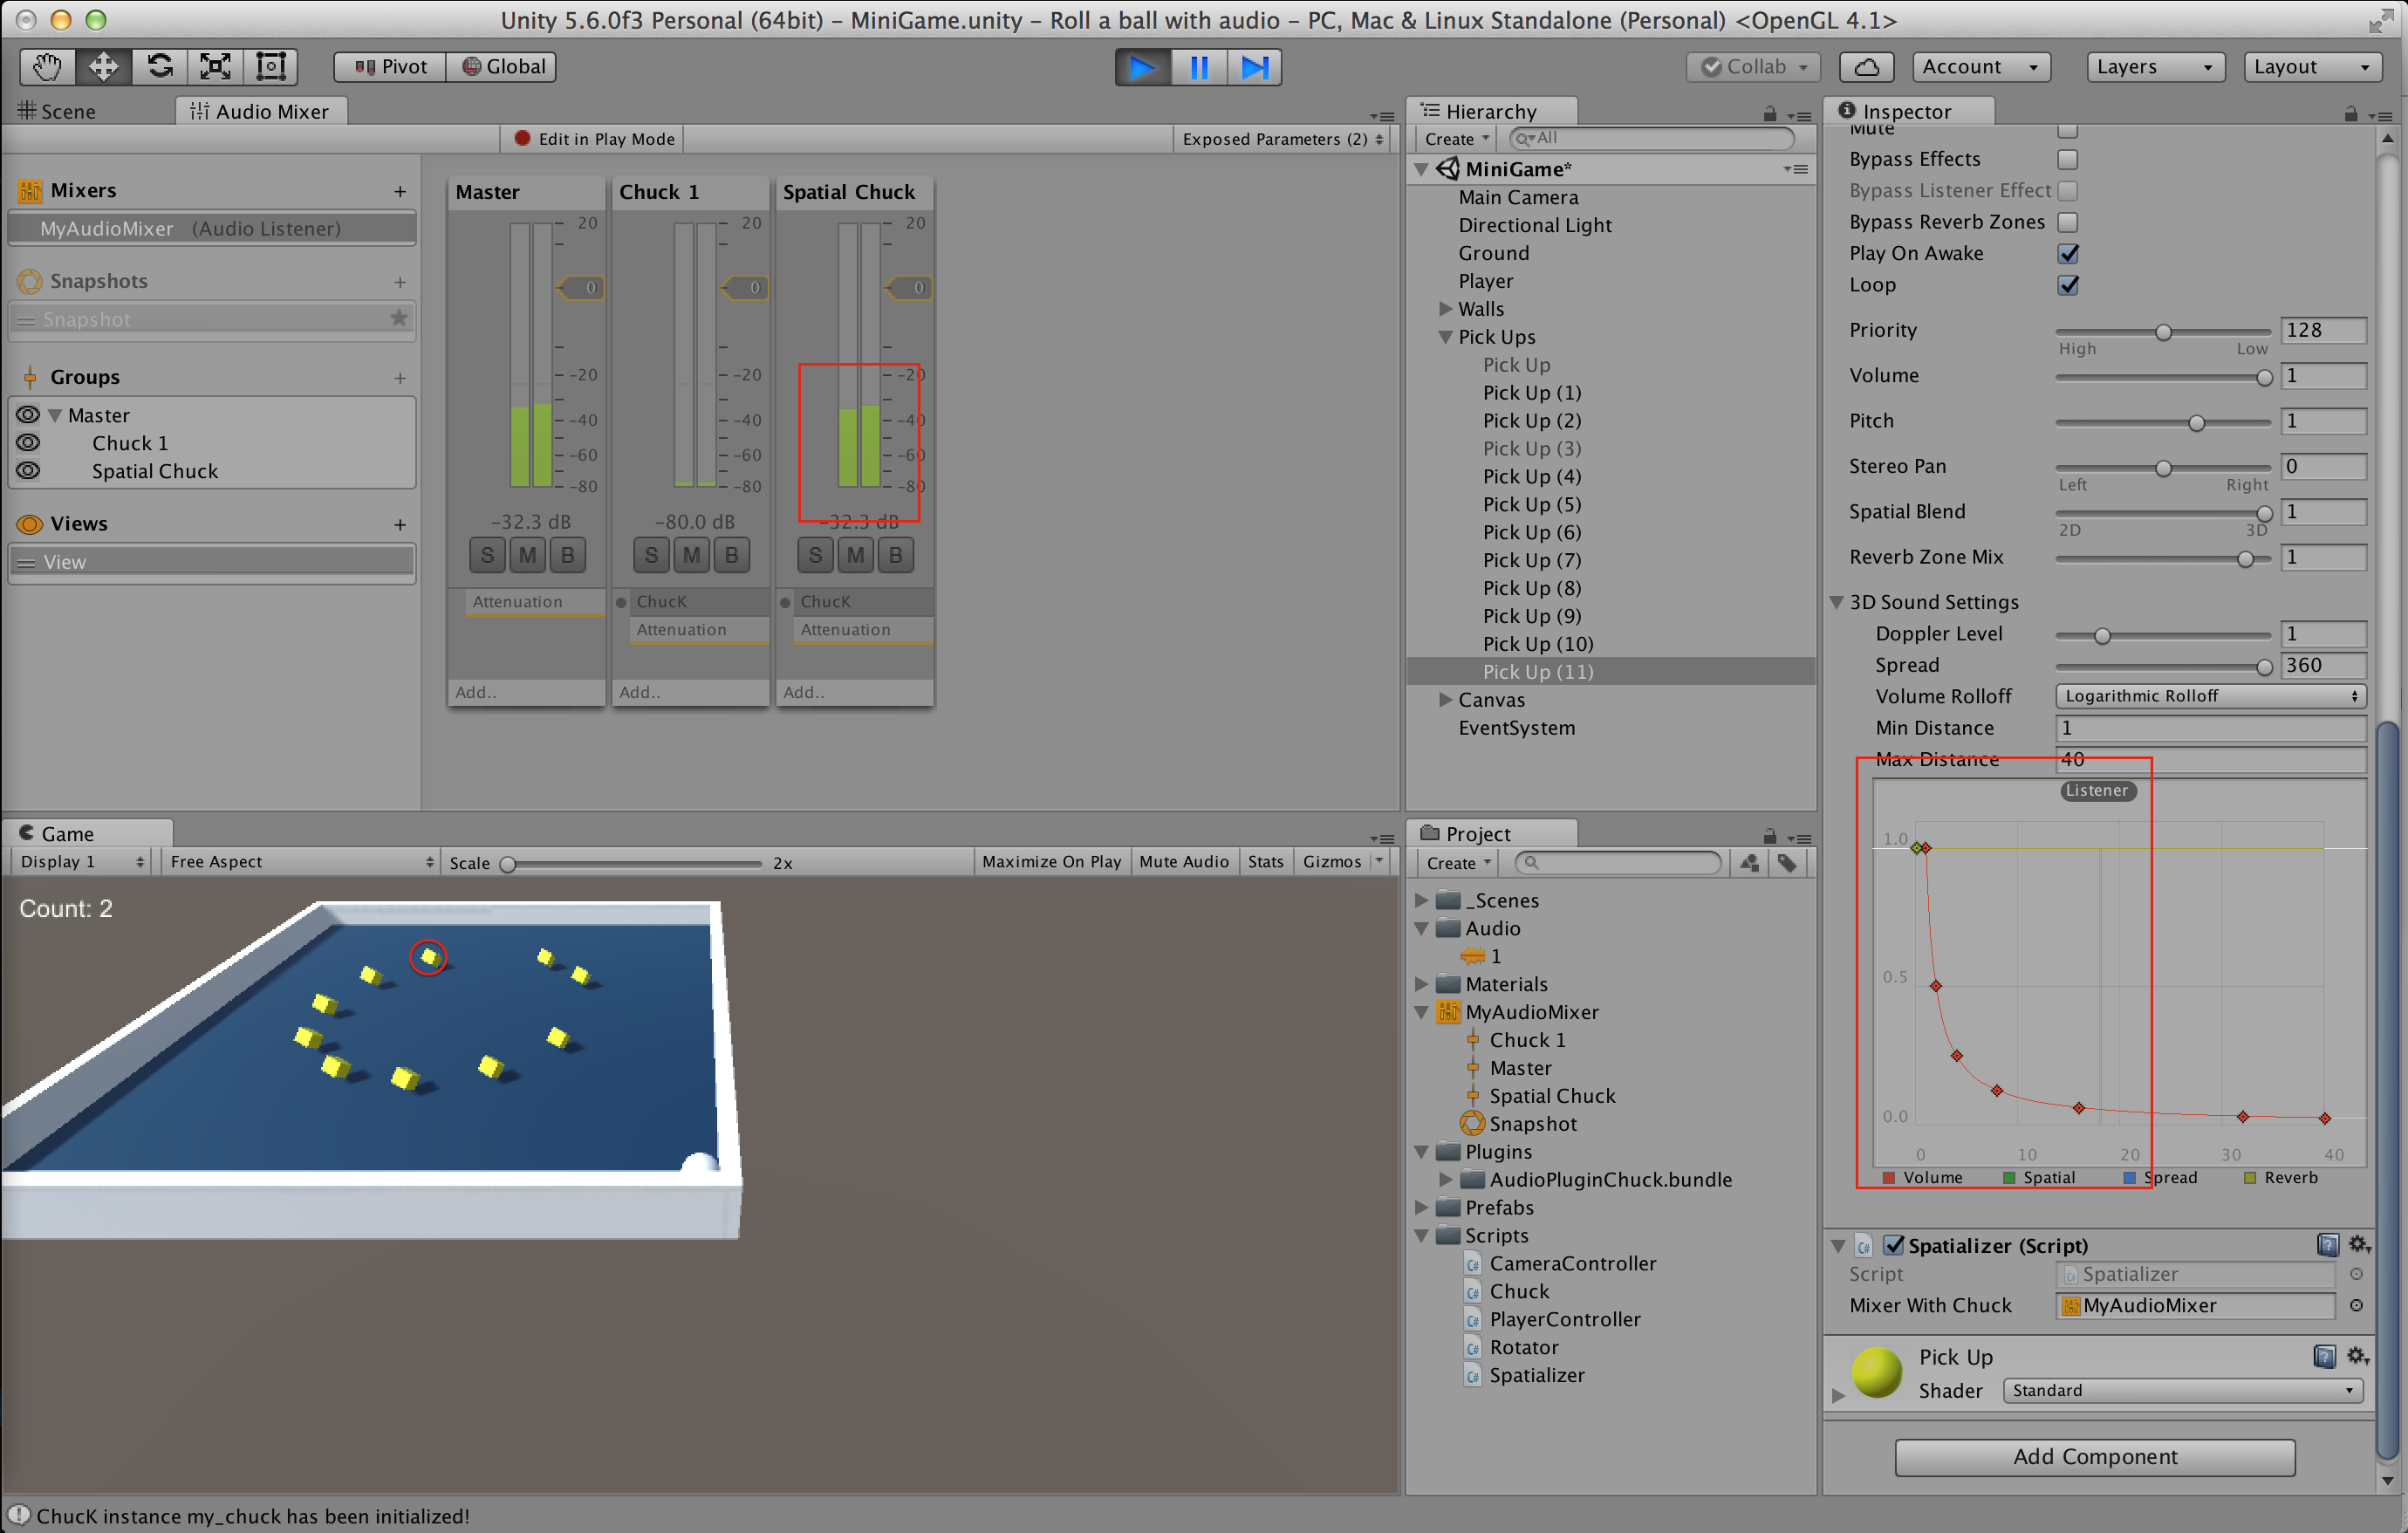 Unity 5.6.0f3 Personal (64bit) – MiniGame.unity – Roll a ball with audio – PC, Mac & Linux Standalone (Personal) <OpenGL 4.1>
Pivot Global Collab Account Layers Layout
Scene Audio Mixer
Edit in Play Mode Exposed Parameters (2)
Mixers +
MyAudioMixer (Audio Listener)
Snapshots +
Snapshot
Groups +
Master
Chuck 1
Spatial Chuck
Views +
View
Master
20
0
-20
-40
-60
-80
-32.3 dB
S M B
Attenuation
Add..
Chuck 1
20
0
-20
-40
-60
-80
-80.0 dB
S M B
ChucK
Attenuation
Add..
Spatial Chuck
20
0
-20
-40
-60
-80
-32.3 dB
S M B
ChucK
Attenuation
Add..
Game
Display 1 Free Aspect Scale 2x Maximize On Play Mute Audio Stats Gizmos
Count: 2
Hierarchy
Create All
MiniGame*
Main Camera
Directional Light
Ground
Player
Walls
Pick Ups
Pick Up
Pick Up (1)
Pick Up (2)
Pick Up (3)
Pick Up (4)
Pick Up (5)
Pick Up (6)
Pick Up (7)
Pick Up (8)
Pick Up (9)
Pick Up (10)
Pick Up (11)
Canvas
EventSystem
Project
Create
_Scenes
Audio
1
Materials
MyAudioMixer
Chuck 1
Master
Spatial Chuck
Snapshot
Plugins
AudioPluginChuck.bundle
Prefabs
Scripts
CameraController
Chuck
PlayerController
Rotator
Spatializer
Inspector
Mute
Bypass Effects
Bypass Listener Effect
Bypass Reverb Zones
Play On Awake
Loop
Priority 128
High Low
Volume 1
Pitch 1
Stereo Pan 0
Left Right
Spatial Blend 1
2D 3D
Reverb Zone Mix 1
3D Sound Settings
Doppler Level 1
Spread 360
Volume Rolloff Logarithmic Rolloff
Min Distance 1
Max Distance 40
Listener
1.0
0.5
0.0
0 10 20 30 40
Volume Spatial Spread Reverb
Spatializer (Script)
Script Spatializer
Mixer With Chuck MyAudioMixer
Pick Up
Shader Standard
Add Component
ChucK instance my_chuck has been initialized!